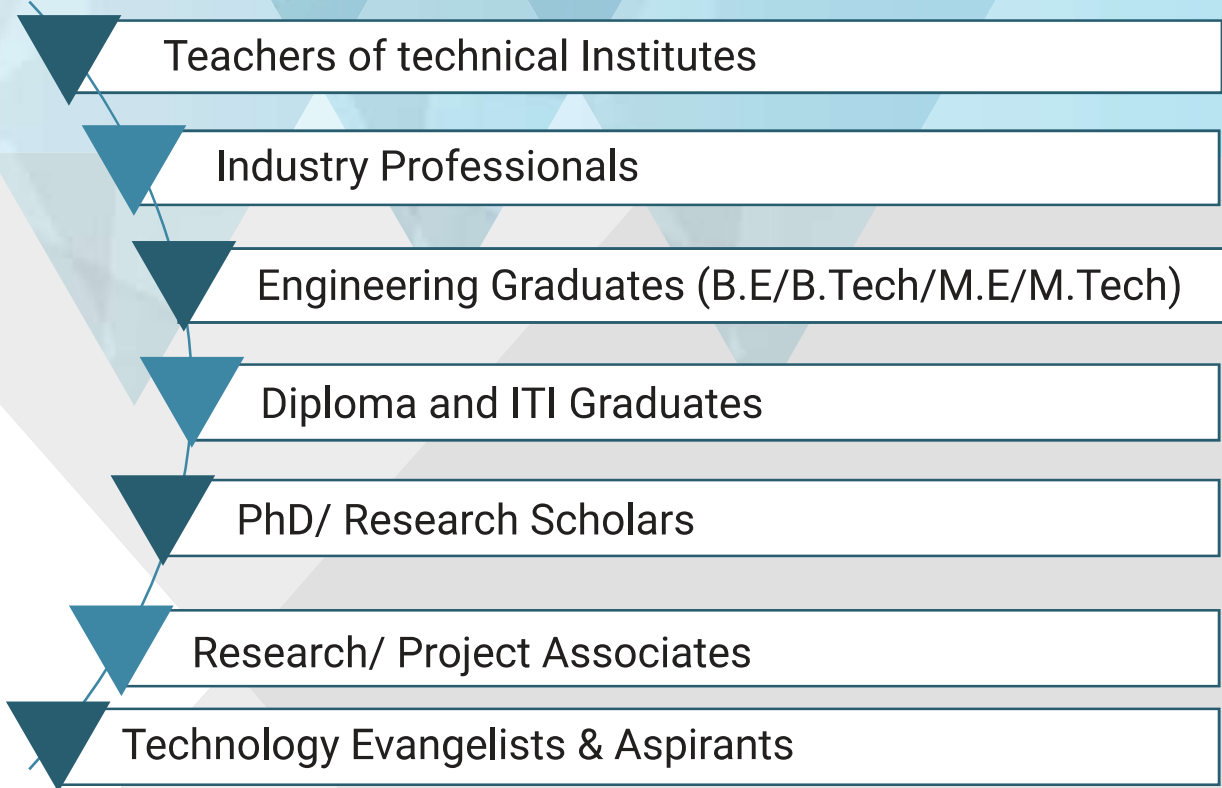 Teachers of technical Institutes
Industry Professionals
Engineering Graduates (B.E/B.Tech/M.E/M.Tech)
Diploma and ITI Graduates
PhD/ Research Scholars
Research/ Project Associates
Technology Evangelists & Aspirants